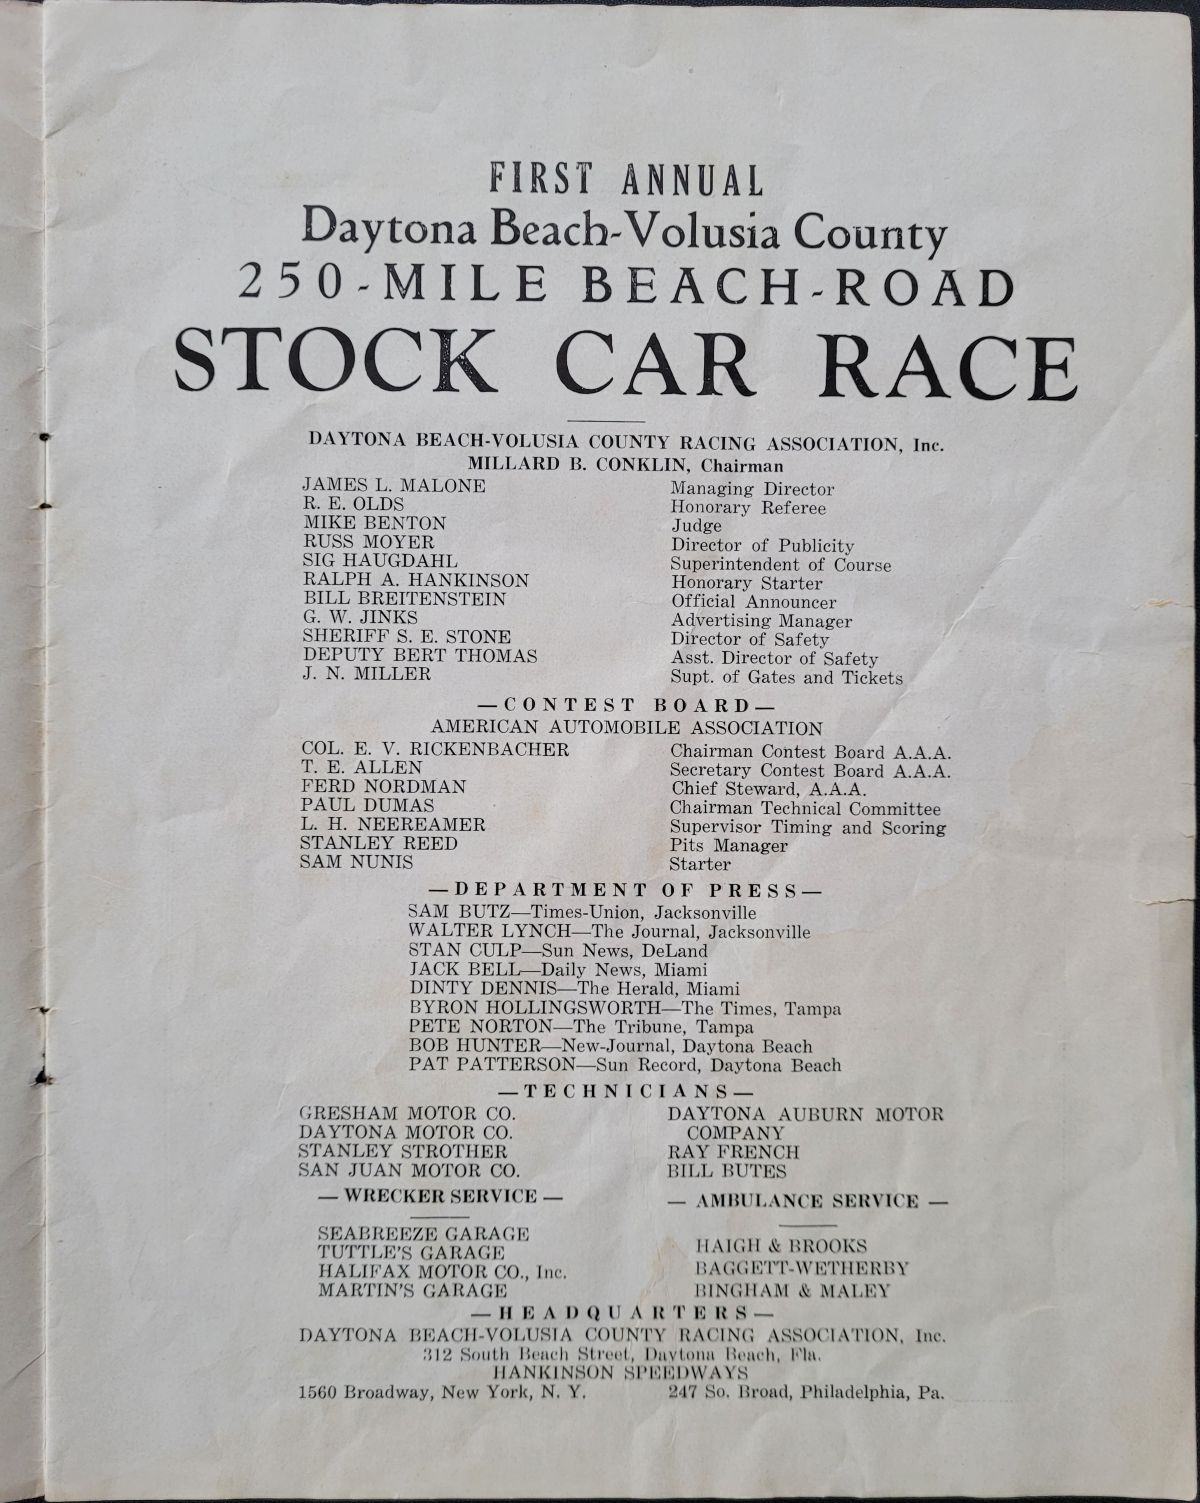 FIRST ANNUAL
Daytona Beach-Volusia County
250-MILE BEACH-ROAD
STOCK CAR RACE
DAYTONA BEACH-VOLUSIA COUNTY RACING ASSOCIATION, Inc.
MILLARD B. CONKLIN, Chairman
JAMES L. MALONE Managing Director
R. E. OLDS Honorary Referee
MIKE BENTON Judge
RUSS MOYER Director of Publicity
SIG HAUGDAHL Superintendent of Course
RALPH A. HANKINSON Honorary Starter
BILL BREITENSTEIN Official Announcer
G. W. JINKS Advertising Manager
SHERIFF S. E. STONE Director of Safety
DEPUTY BERT THOMAS Asst. Director of Safety
J. N. MILLER Supt. of Gates and Tickets
—CONTEST BOARD—
AMERICAN AUTOMOBILE ASSOCIATION
COL. E. V. RICKENBACHER Chairman Contest Board A.A.A.
T. E. ALLEN Secretary Contest Board A.A.A.
FERD NORDMAN Chief Steward, A.A.A.
PAUL DUMAS Chairman Technical Committee
L. H. NEEREAMER Supervisor Timing and Scoring
STANLEY REED Pits Manager
SAM NUNIS Starter
—DEPARTMENT OF PRESS—
SAM BUTZ—Times-Union, Jacksonville
WALTER LYNCH—The Journal, Jacksonville
STAN CULP—Sun News, DeLand
JACK BELL—Daily News, Miami
DINTY DENNIS—The Herald, Miami
BYRON HOLLINGSWORTH—The Times, Tampa
PETE NORTON—The Tribune, Tampa
BOB HUNTER—New-Journal, Daytona Beach
PAT PATTERSON—Sun Record, Daytona Beach
—TECHNICIANS—
GRESHAM MOTOR CO. DAYTONA AUBURN MOTOR
DAYTONA MOTOR CO. COMPANY
STANLEY STROTHER RAY FRENCH
SAN JUAN MOTOR CO. BILL BUTES
— WRECKER SERVICE —
SEABREEZE GARAGE
TUTTLE'S GARAGE
HALIFAX MOTOR CO., Inc.
MARTIN'S GARAGE
— AMBULANCE SERVICE —
HAIGH & BROOKS
BAGGETT-WETHERBY
BINGHAM & MALEY
—HEADQUARTERS—
DAYTONA BEACH-VOLUSIA COUNTY RACING ASSOCIATION, Inc.
312 South Beach Street, Daytona Beach, Fla.
HANKINSON SPEEDWAYS
1560 Broadway, New York, N. Y. 247 So. Broad, Philadelphia, Pa.